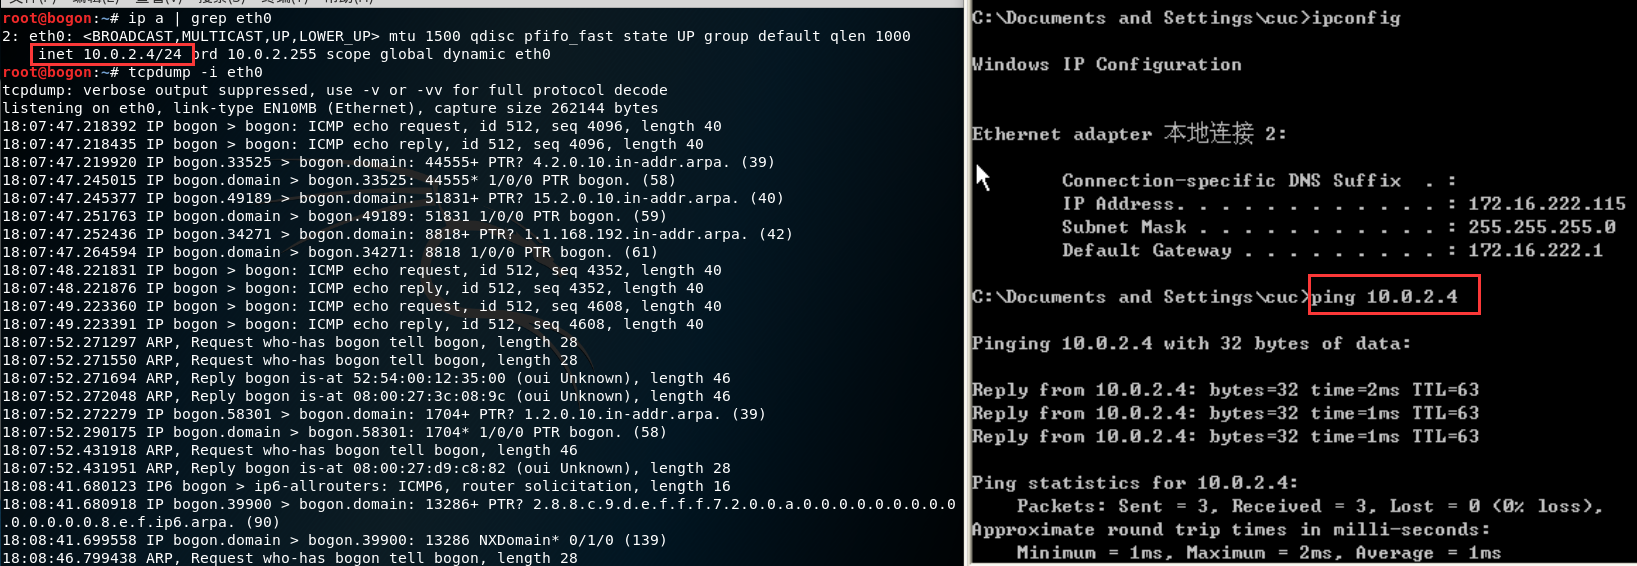 root@bogon:~# ip a | grep eth0
2: eth0: <BROADCAST,MULTICAST,UP,LOWER_UP> mtu 1500 qdisc pfifo_fast state UP group default qlen 1000
inet 10.0.2.4/24 brd 10.0.2.255 scope global dynamic eth0
root@bogon:~# tcpdump -i eth0
tcpdump: verbose output suppressed, use -v or -vv for full protocol decode
listening on eth0, link-type EN10MB (Ethernet), capture size 262144 bytes
18:07:47.218392 IP bogon > bogon: ICMP echo request, id 512, seq 4096, length 40
18:07:47.218435 IP bogon > bogon: ICMP echo reply, id 512, seq 4096, length 40
18:07:47.219920 IP bogon.33525 > bogon.domain: 44555+ PTR? 4.2.0.10.in-addr.arpa. (39)
18:07:47.245015 IP bogon.domain > bogon.33525: 44555* 1/0/0 PTR bogon. (58)
18:07:47.245377 IP bogon.49189 > bogon.domain: 51831+ PTR? 15.2.0.10.in-addr.arpa. (40)
18:07:47.251763 IP bogon.domain > bogon.49189: 51831 1/0/0 PTR bogon. (59)
18:07:47.252436 IP bogon.34271 > bogon.domain: 8818+ PTR? 1.1.168.192.in-addr.arpa. (42)
18:07:47.264594 IP bogon.domain > bogon.34271: 8818 1/0/0 PTR bogon. (61)
18:07:48.221831 IP bogon > bogon: ICMP echo request, id 512, seq 4352, length 40
18:07:48.221876 IP bogon > bogon: ICMP echo reply, id 512, seq 4352, length 40
18:07:49.223360 IP bogon > bogon: ICMP echo request, id 512, seq 4608, length 40
18:07:49.223391 IP bogon > bogon: ICMP echo reply, id 512, seq 4608, length 40
18:07:52.271297 ARP, Request who-has bogon tell bogon, length 28
18:07:52.271550 ARP, Request who-has bogon tell bogon, length 28
18:07:52.271694 ARP, Reply bogon is-at 52:54:00:12:35:00 (oui Unknown), length 46
18:07:52.272048 ARP, Reply bogon is-at 08:00:27:3c:08:9c (oui Unknown), length 46
18:07:52.272279 IP bogon.58301 > bogon.domain: 1704+ PTR? 1.2.0.10.in-addr.arpa. (39)
18:07:52.290175 IP bogon.domain > bogon.58301: 1704* 1/0/0 PTR bogon. (58)
18:07:52.431918 ARP, Request who-has bogon tell bogon, length 46
18:07:52.431951 ARP, Reply bogon is-at 08:00:27:d9:c8:82 (oui Unknown), length 28
18:08:41.680123 IP6 bogon > ip6-allrouters: ICMP6, router solicitation, length 16
18:08:41.680918 IP bogon.39900 > bogon.domain: 13286+ PTR? 2.8.8.c.9.d.e.f.f.f.7.2.0.0.a.0.0.0.0.0.0.0.0.0
.0.0.0.0.0.8.e.f.ip6.arpa. (90)
18:08:41.699558 IP bogon.domain > bogon.39900: 13286 NXDomain* 0/1/0 (139)
18:08:46.799438 ARP, Request who-has bogon tell bogon, length 28
C:\Documents and Settings\cuc>ipconfig
Windows IP Configuration
Ethernet adapter 本地连接 2:
Connection-specific DNS Suffix . :
IP Address. . . . . . . . . . . . : 172.16.222.115
Subnet Mask . . . . . . . . . . . : 255.255.255.0
Default Gateway . . . . . . . . . : 172.16.222.1
C:\Documents and Settings\cuc>ping 10.0.2.4
Pinging 10.0.2.4 with 32 bytes of data:
Reply from 10.0.2.4: bytes=32 time=2ms TTL=63
Reply from 10.0.2.4: bytes=32 time=1ms TTL=63
Reply from 10.0.2.4: bytes=32 time=1ms TTL=63
Ping statistics for 10.0.2.4:
Packets: Sent = 3, Received = 3, Lost = 0 (0% loss),
Approximate round trip times in milli-seconds:
Minimum = 1ms, Maximum = 2ms, Average = 1ms